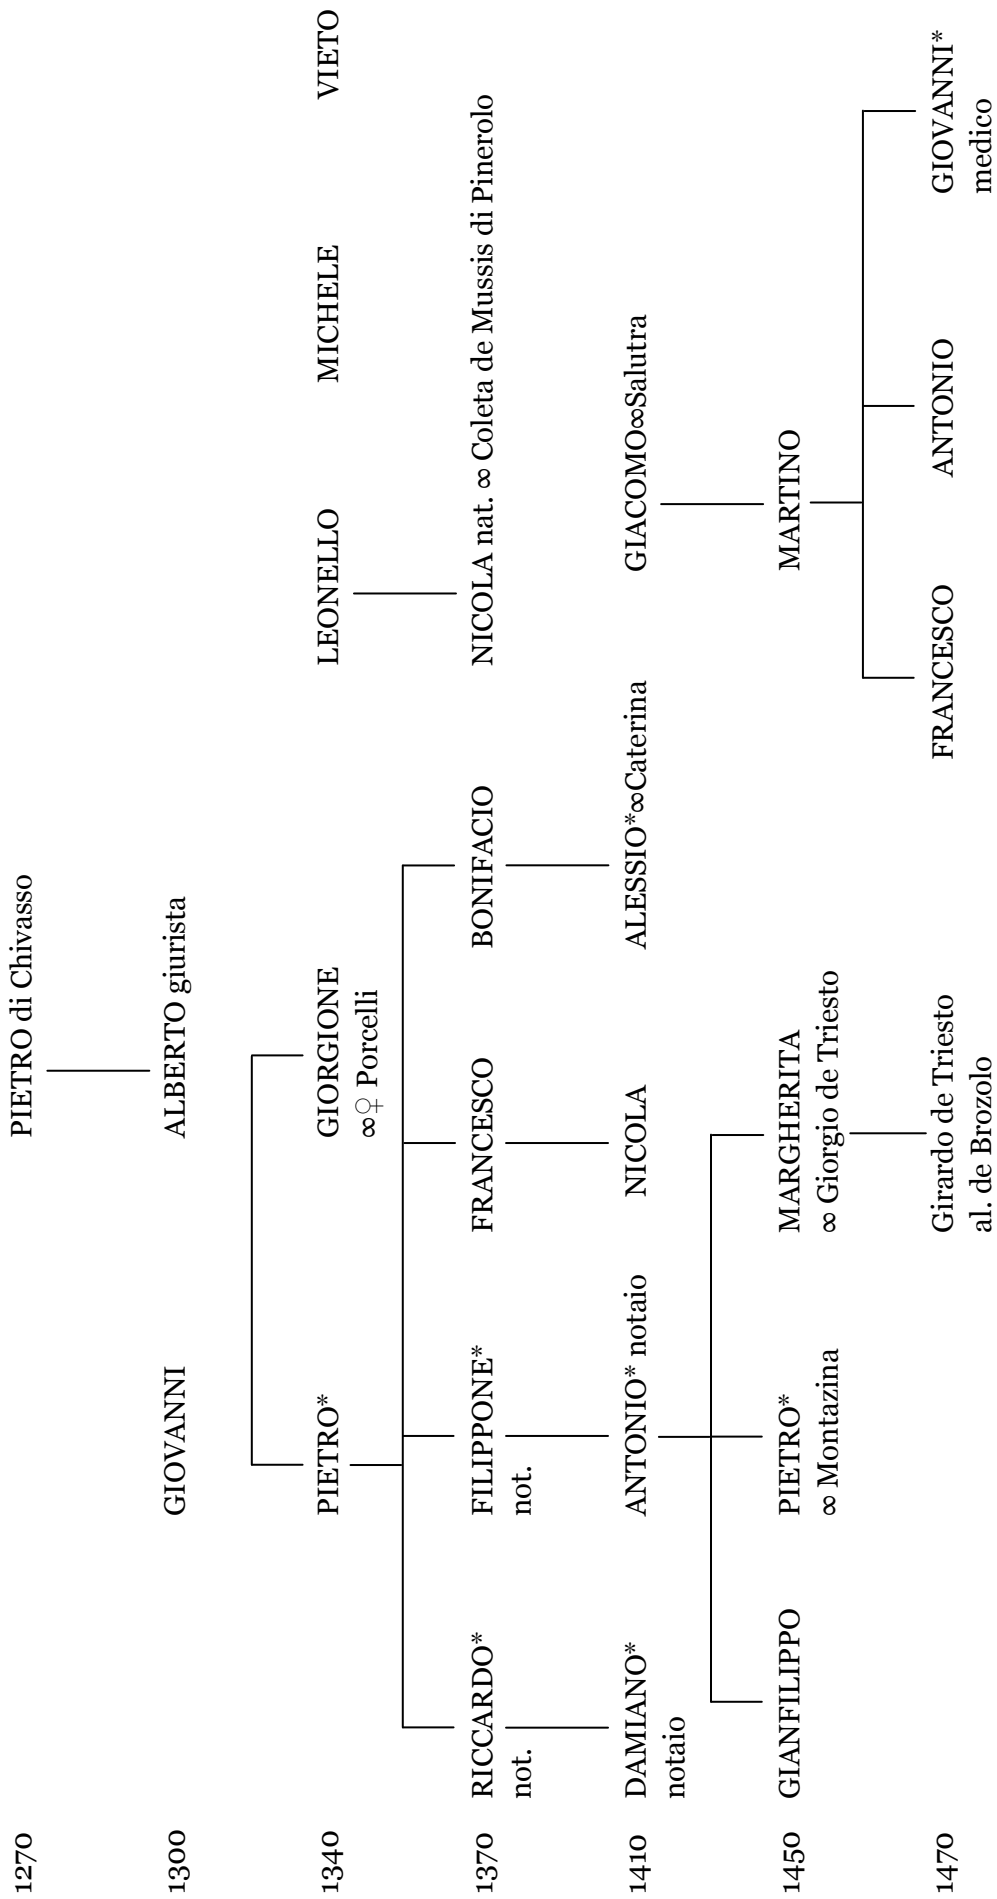 1270
PIETRO di Chivasso
1300
GIOVANNI
ALBERTO giurista
1340
PIETRO*
GIORGIONE
∞♀ Porcelli
LEONELLO
MICHELE
VIETO
1370
RICCARDO*
not.
FILIPPONE*
not.
FRANCESCO
BONIFACIO
NICOLA nat. ∞ Coleta de Mussis di Pinerolo
1410
DAMIANO*
notaio
ANTONIO* notaio
NICOLA
ALESSIO*∞Caterina
GIACOMO∞Salutra
1450
GIANFILIPPO
PIETRO*
∞ Montazina
MARGHERITA
∞ Giorgio de Triesto
MARTINO
1470
Girardo de Triesto
al. de Brozolo
FRANCESCO
ANTONIO
GIOVANNI*
medico